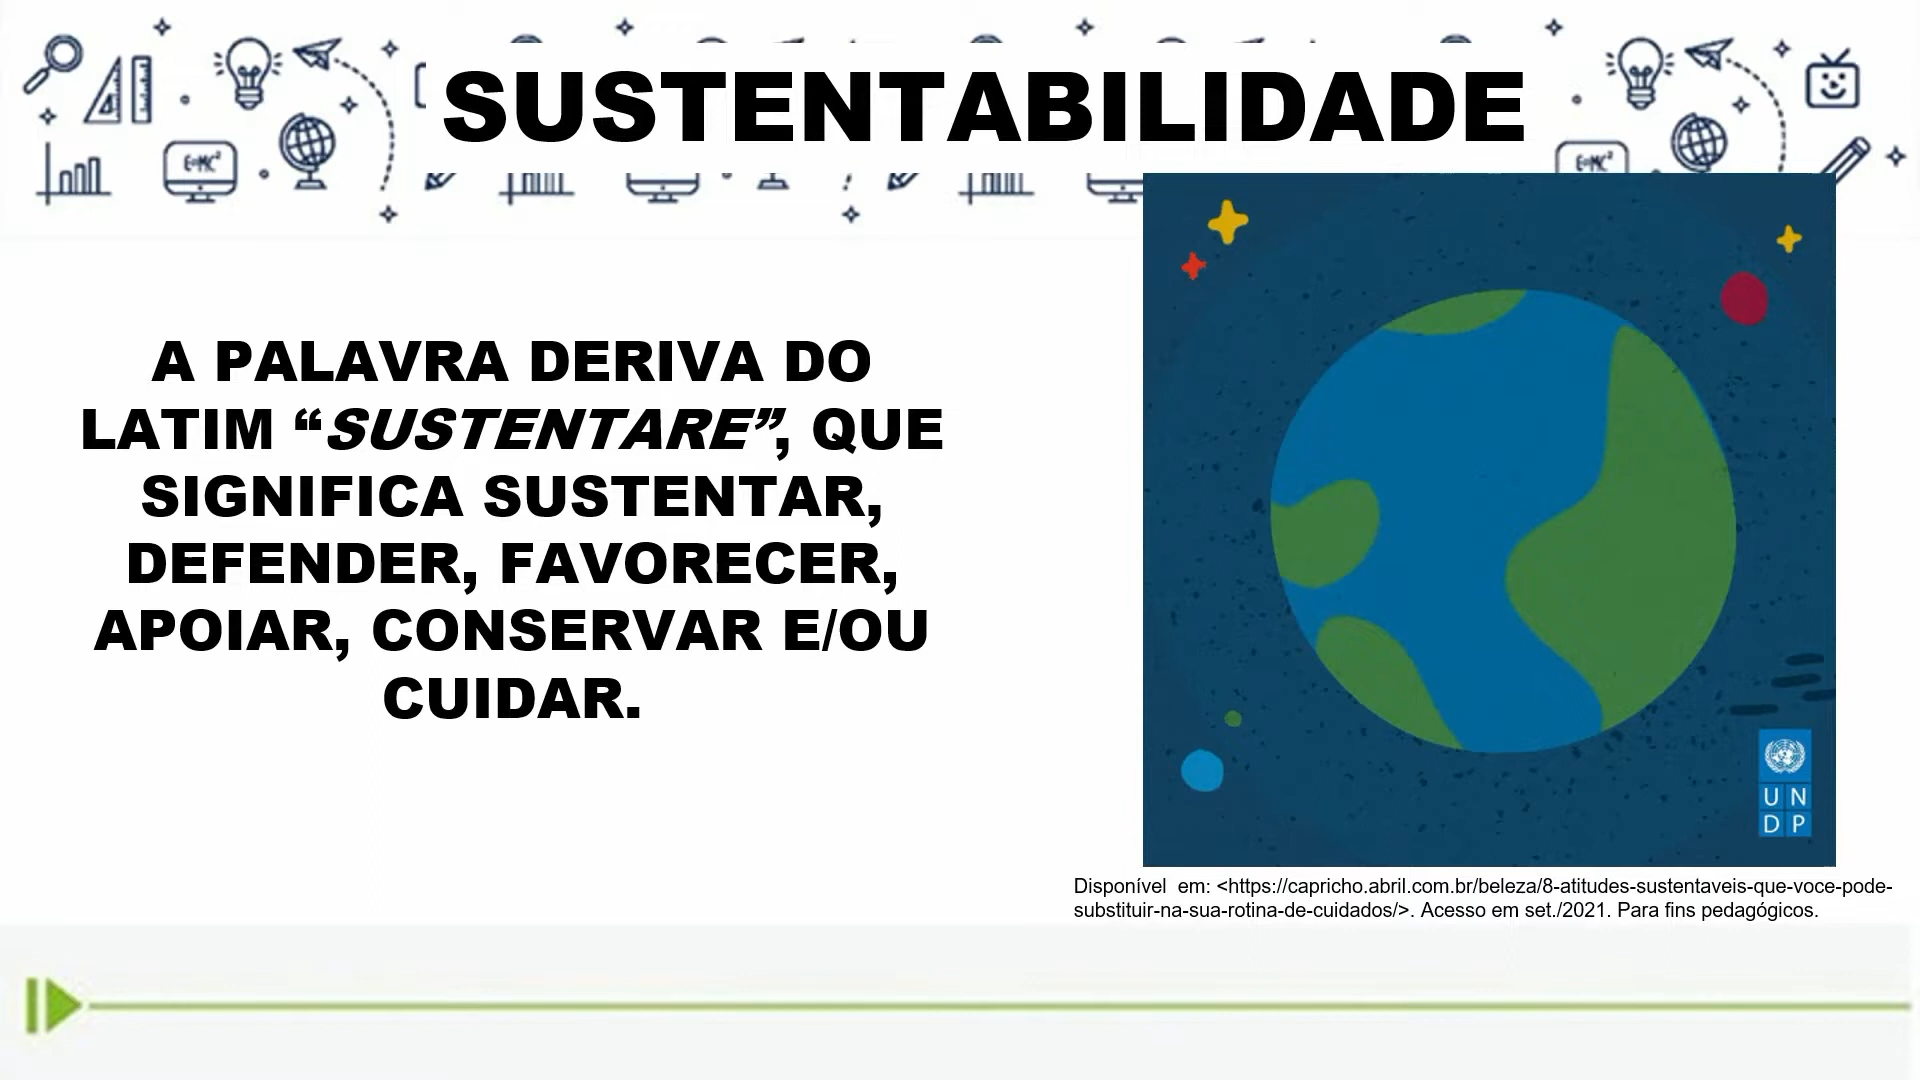 SUSTENTABILIDADE
E=MC²
E=MC²
A PALAVRA DERIVA DO
LATIM “SUSTENTARE”, QUE
SIGNIFICA SUSTENTAR,
DEFENDER, FAVORECER,
APOIAR, CONSERVAR E/OU
CUIDAR.
U N
D P
Disponível em: <https://capricho.abril.com.br/beleza/8-atitudes-sustentaveis-que-voce-pode-
substituir-na-sua-rotina-de-cuidados/>. Acesso em set./2021. Para fins pedagógicos.